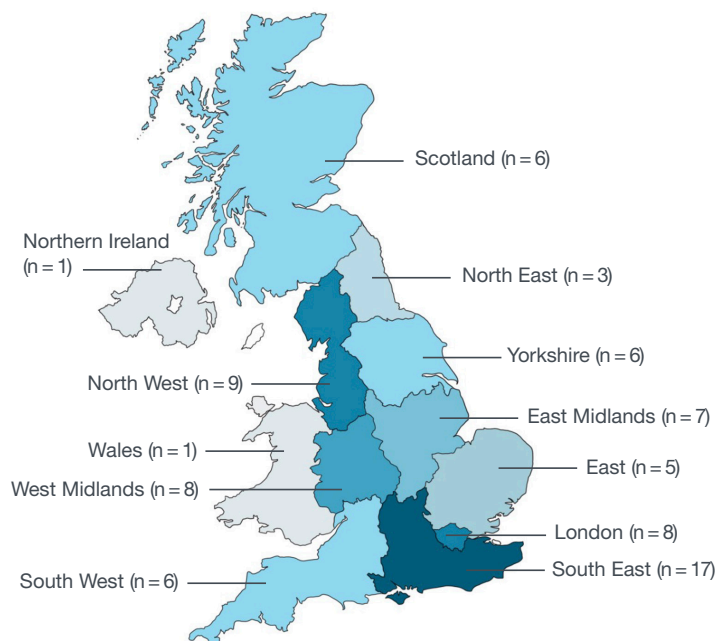 Scotland (n = 6)
Northern Ireland
(n = 1)
North East (n = 3)
Yorkshire (n = 6)
North West (n = 9)
East Midlands (n = 7)
Wales (n = 1)
East (n = 5)
West Midlands (n = 8)
London (n = 8)
South East (n = 17)
South West (n = 6)